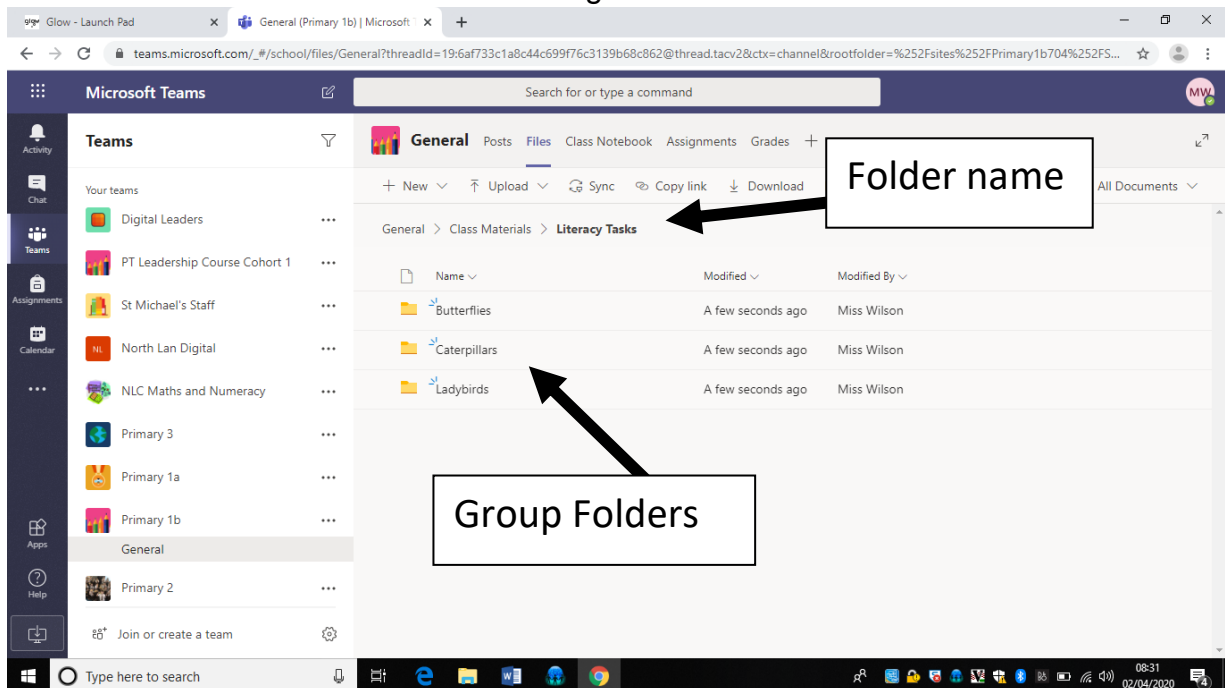 Glow - Launch Pad
General (Primary 1b) | Microsoft
teams.microsoft.com/_#/school/files/General?threadId=19:6af733c1a8c44c699f76c3139b68c862@thread.tacv2&ctx=channel&rootfolder=%252Fsites%252FPrimary1b704%252FS...
Microsoft Teams
Search for or type a command
MW
Activity
Chat
Teams
Assignments
Calendar
Apps
Help
Teams
Your teams
Digital Leaders
PT Leadership Course Cohort 1
St Michael's Staff
NL North Lan Digital
NLC Maths and Numeracy
Primary 3
Primary 1a
Primary 1b
General
Primary 2
Join or create a team
General Posts Files Class Notebook Assignments Grades +
+ New Upload Sync Copy link Download
All Documents
Folder name
General > Class Materials > Literacy Tasks
Name Modified Modified By
Butterflies A few seconds ago Miss Wilson
Caterpillars A few seconds ago Miss Wilson
Ladybirds A few seconds ago Miss Wilson
Group Folders
Type here to search
08:31
02/04/2020
4